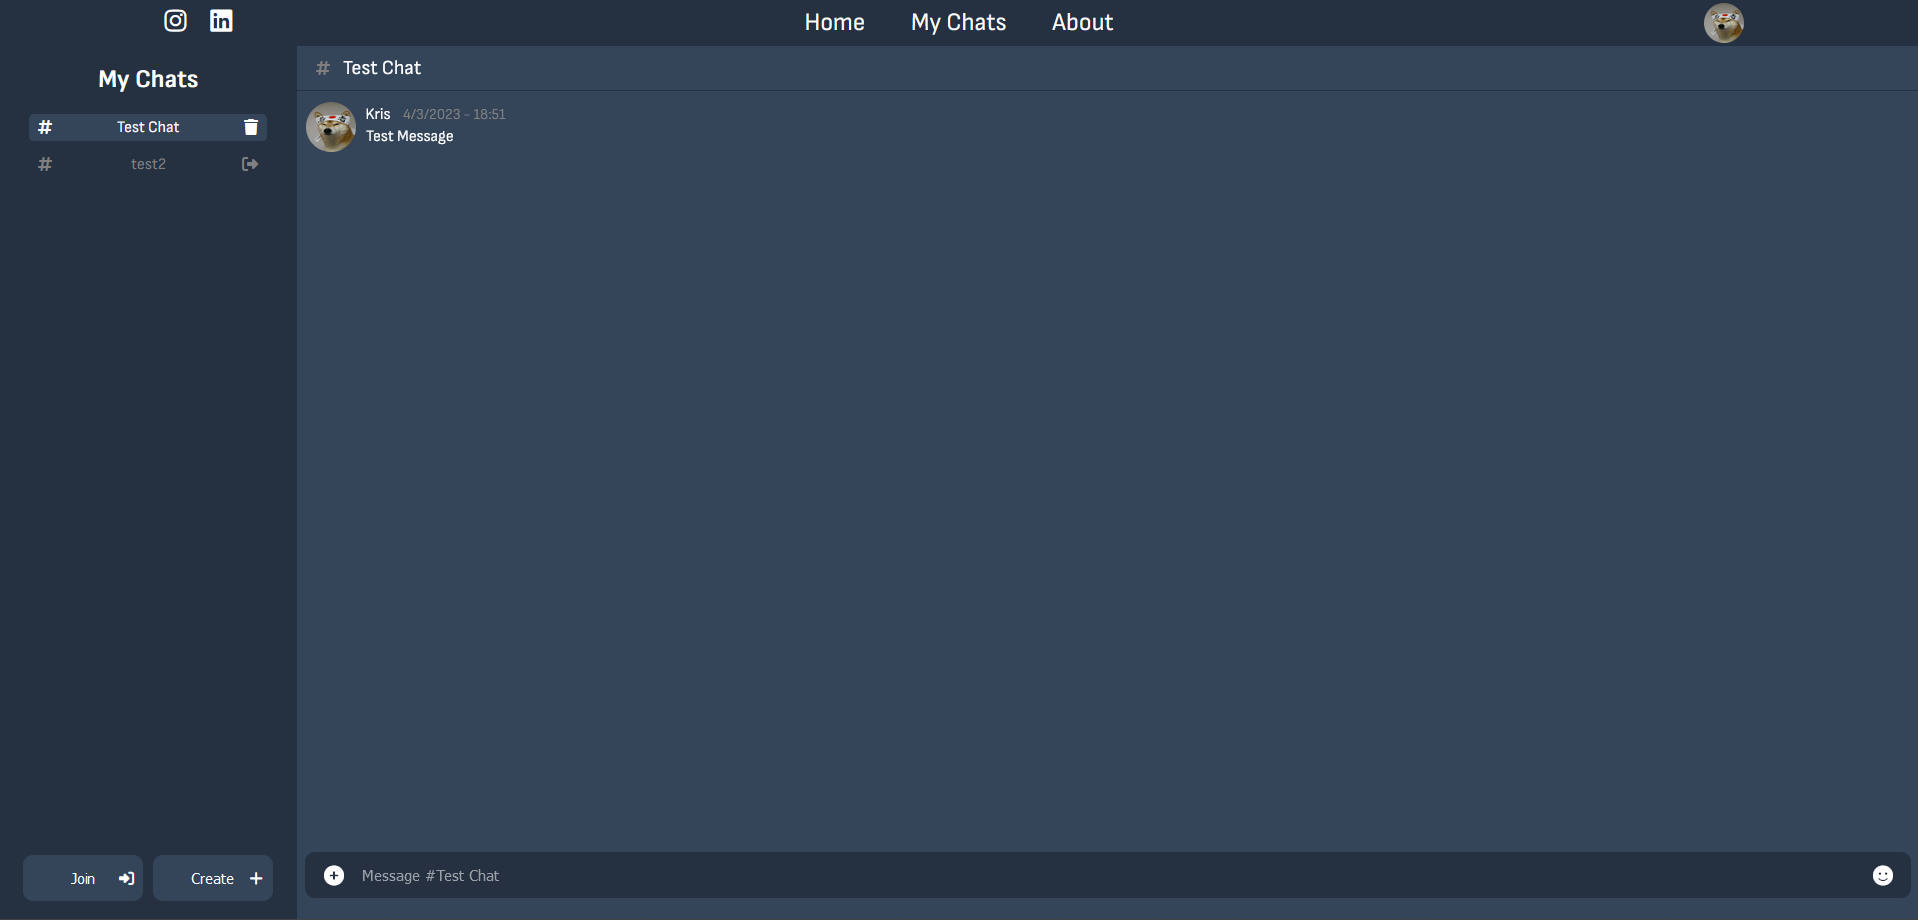 Home My Chats About
My Chats
# Test Chat
# test2
# Test Chat
Kris 4/3/2023 - 18:51
Test Message
Join
Create
Message #Test Chat